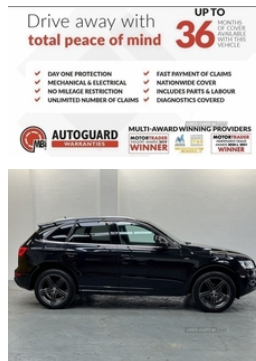 Drive away with
total peace of mind
UP TO
36 MONTHS
OF COVER
AVAILABLE
WITH THIS
VEHICLE
DAY ONE PROTECTION
MECHANICAL & ELECTRICAL
NO MILEAGE RESTRICTION
UNLIMITED NUMBER OF CLAIMS
FAST PAYMENT OF CLAIMS
NATIONWIDE COVER
INCLUDES PARTS & LABOUR
DIAGNOSTICS COVERED
AUTOGUARD
WARRANTIES
MULTI-AWARD WINNING PROVIDERS
MOTORTRADER
WINNER
MOTORTRADER
WINNER